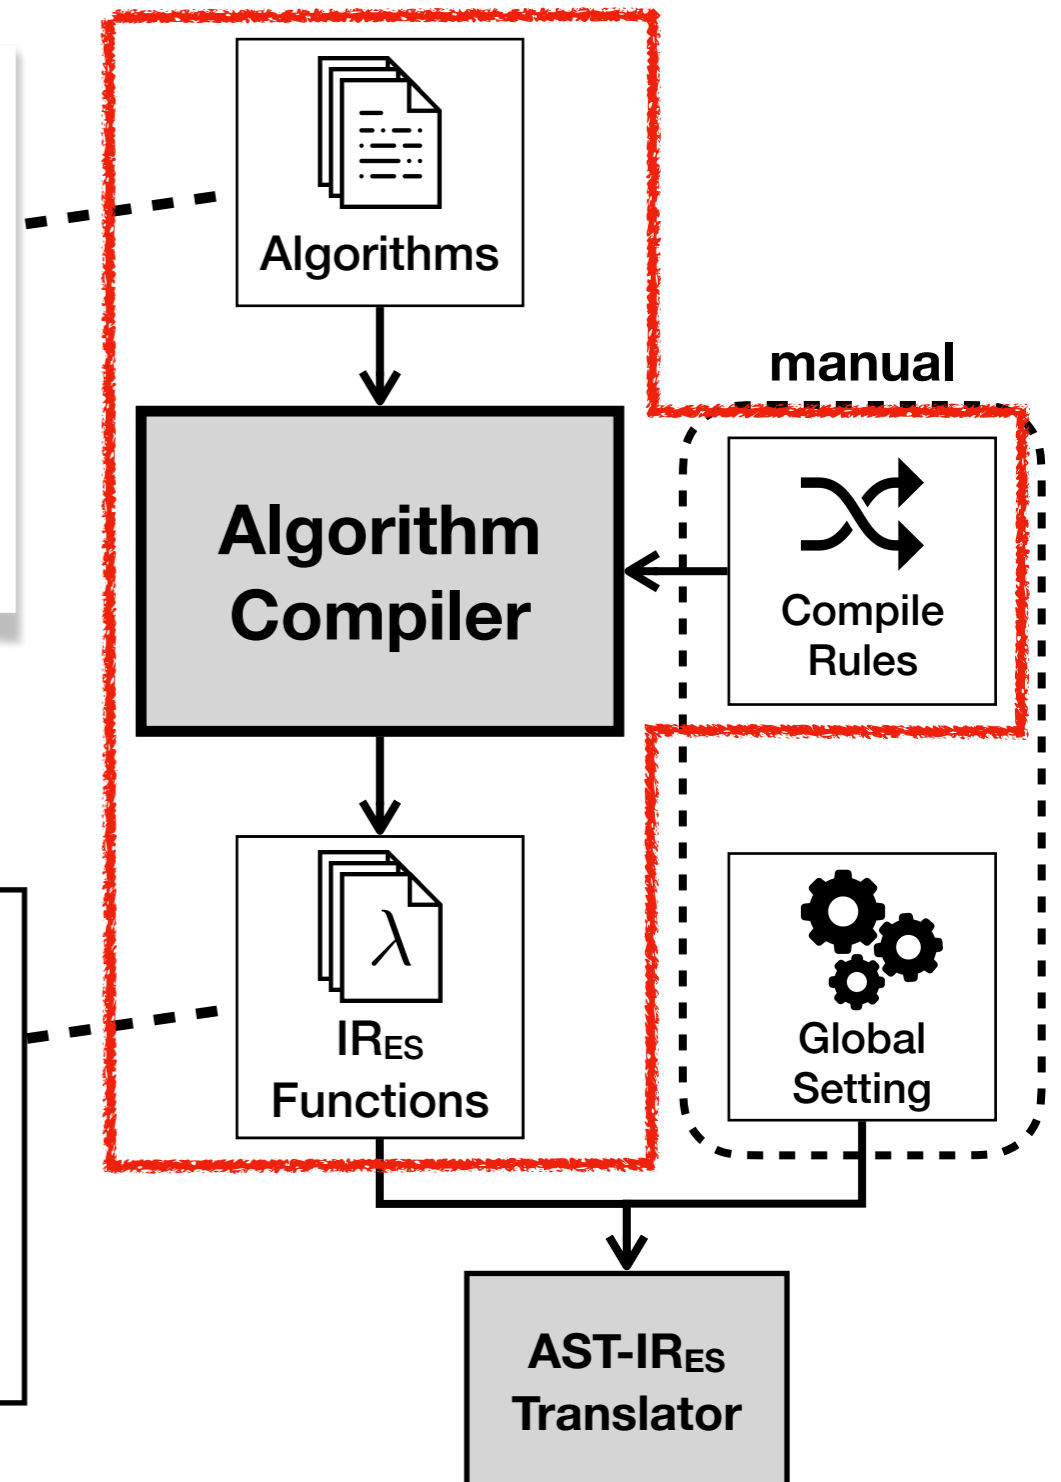 Algorithms
manual
Algorithm
Compiler
Compile
Rules
λ
IRES
Functions
Global
Setting
AST-IRES
Translator